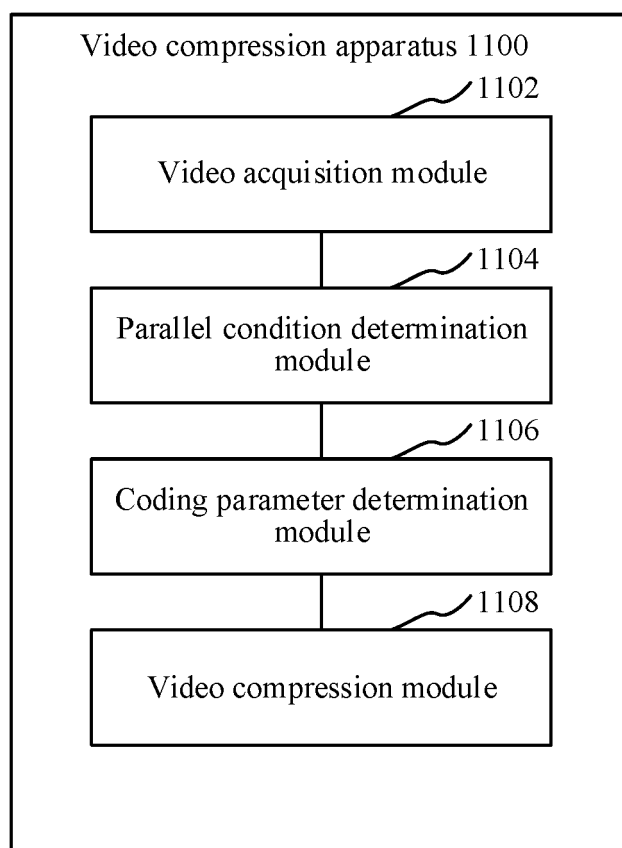 Video compression apparatus 1100
1102
Video acquisition module
1104
Parallel condition determination
module
1106
Coding parameter determination
module
1108
Video compression module